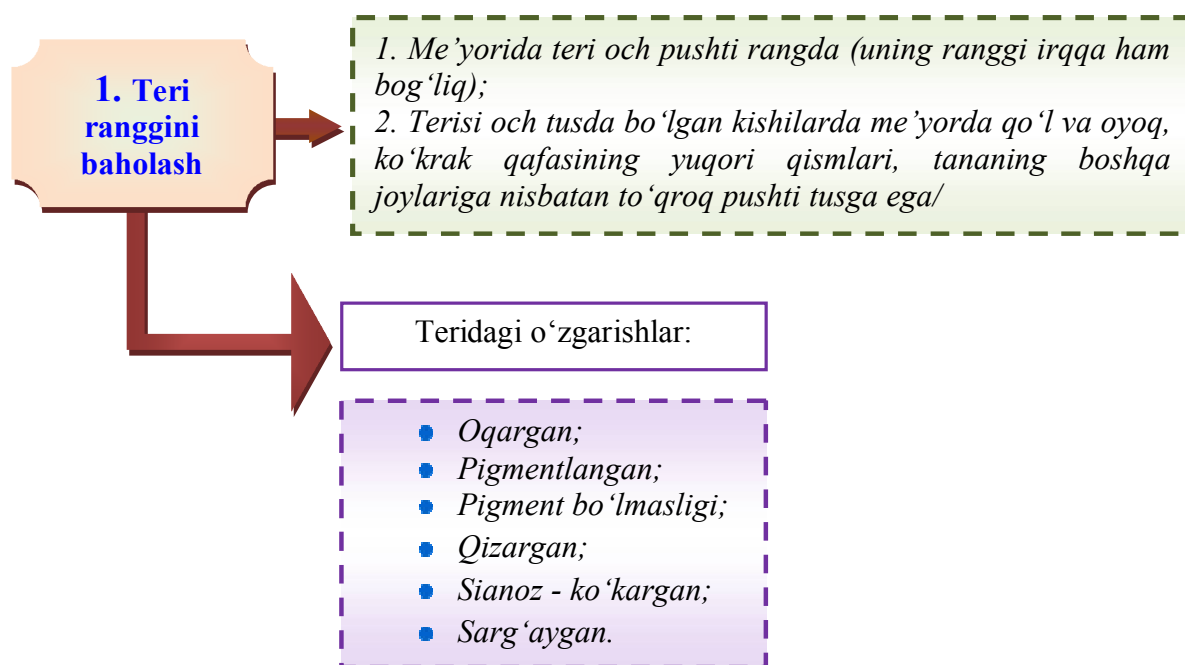 1. Teri
ranggini
baholash
1. Me’yorida teri och pushti rangda (uning ranggi irqqa ham
bog‘liq);
2. Terisi och tusda bo‘lgan kishilarda me’yorda qo‘l va oyoq,
ko‘krak qafasining yuqori qismlari, tananing boshqa
joylariga nisbatan to‘qroq pushti tusga ega/
Teridagi o‘zgarishlar:
Oqargan;
Pigmentlangan;
Pigment bo‘lmasligi;
Qizargan;
Sianoz - ko‘kargan;
Sarg‘aygan.